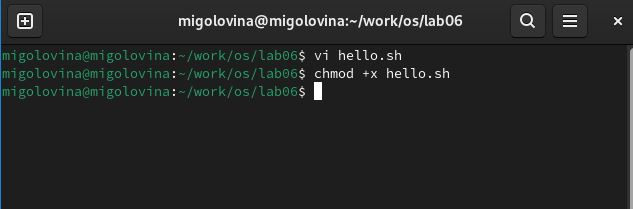 migolovina@migolovina:~/work/os/lab06
migolovina@migolovina:~/work/os/lab06$ vi hello.sh
migolovina@migolovina:~/work/os/lab06$ chmod +x hello.sh
migolovina@migolovina:~/work/os/lab06$